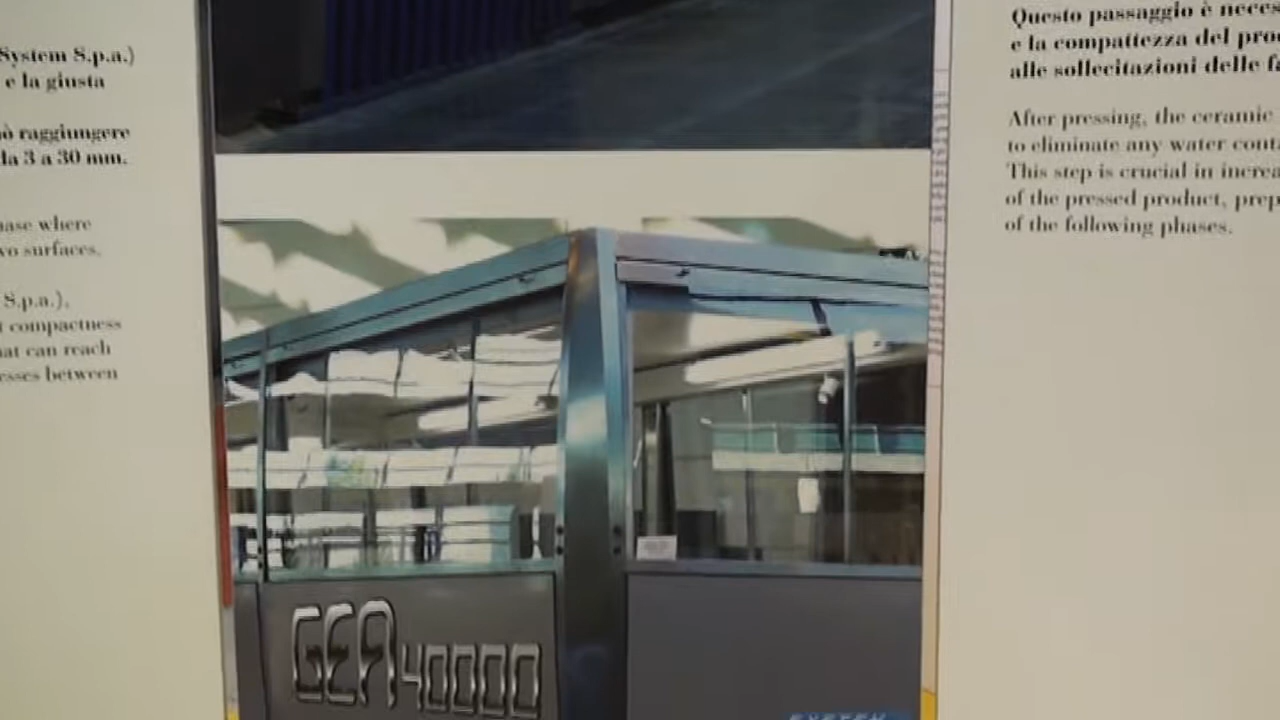 System S.p.a.)
e la giusta
ò raggiungere
da 3 a 30 mm.
hase where
wo surfaces.
S.p.a.),
t compactness
hat can reach
esses between
GEA 40000
SYSTEM
Questo passaggio è neces
e la compattezza del pro
alle sollecitazioni delle fa
After pressing, the ceramic
to eliminate any water conta
This step is crucial in increa
of the pressed product, prep
of the following phases.